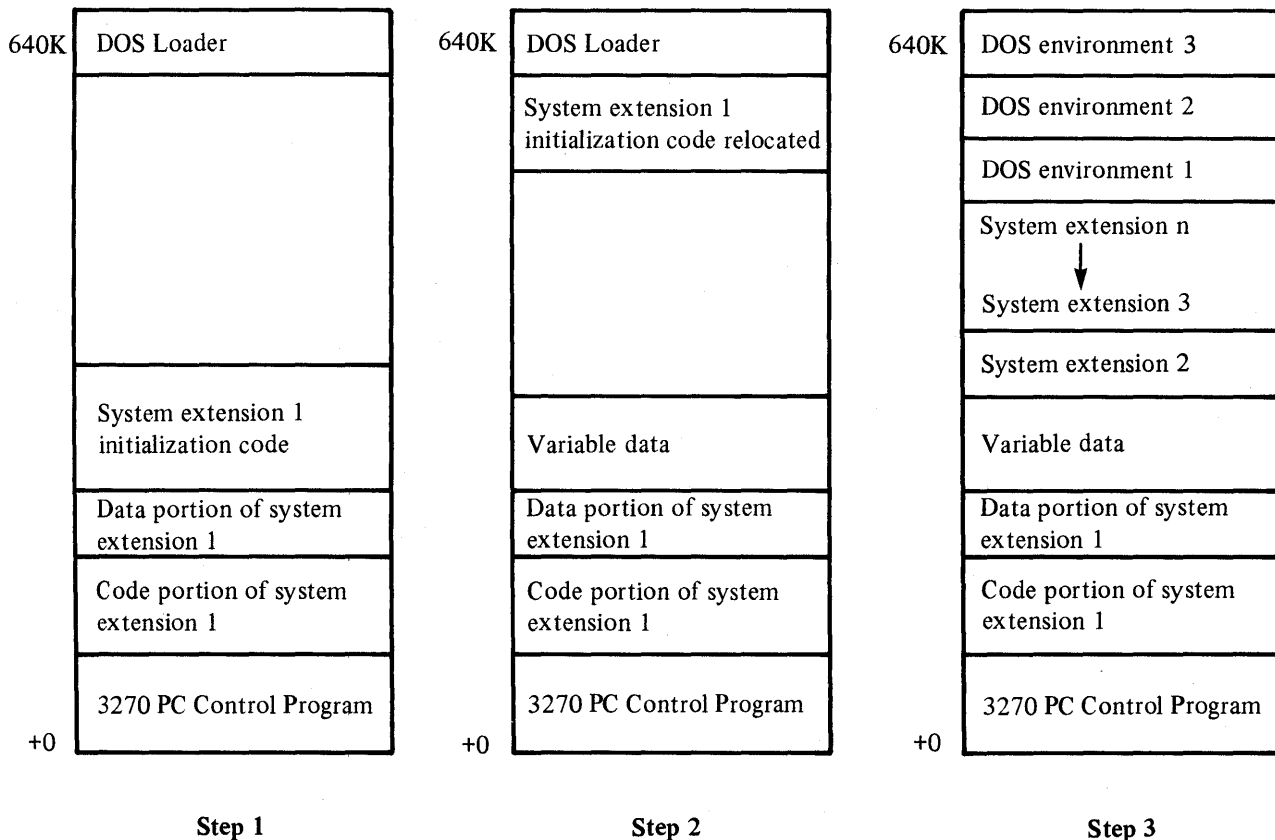 640K
DOS Loader
System extension 1
initialization code
Data portion of system
extension 1
Code portion of system
extension 1
3270 PC Control Program
+0
Step 1
640K
DOS Loader
System extension 1
initialization code relocated
Variable data
Data portion of system
extension 1
Code portion of system
extension 1
3270 PC Control Program
+0
Step 2
640K
DOS environment 3
DOS environment 2
DOS environment 1
System extension n
System extension 3
System extension 2
Variable data
Data portion of system
extension 1
Code portion of system
extension 1
3270 PC Control Program
+0
Step 3